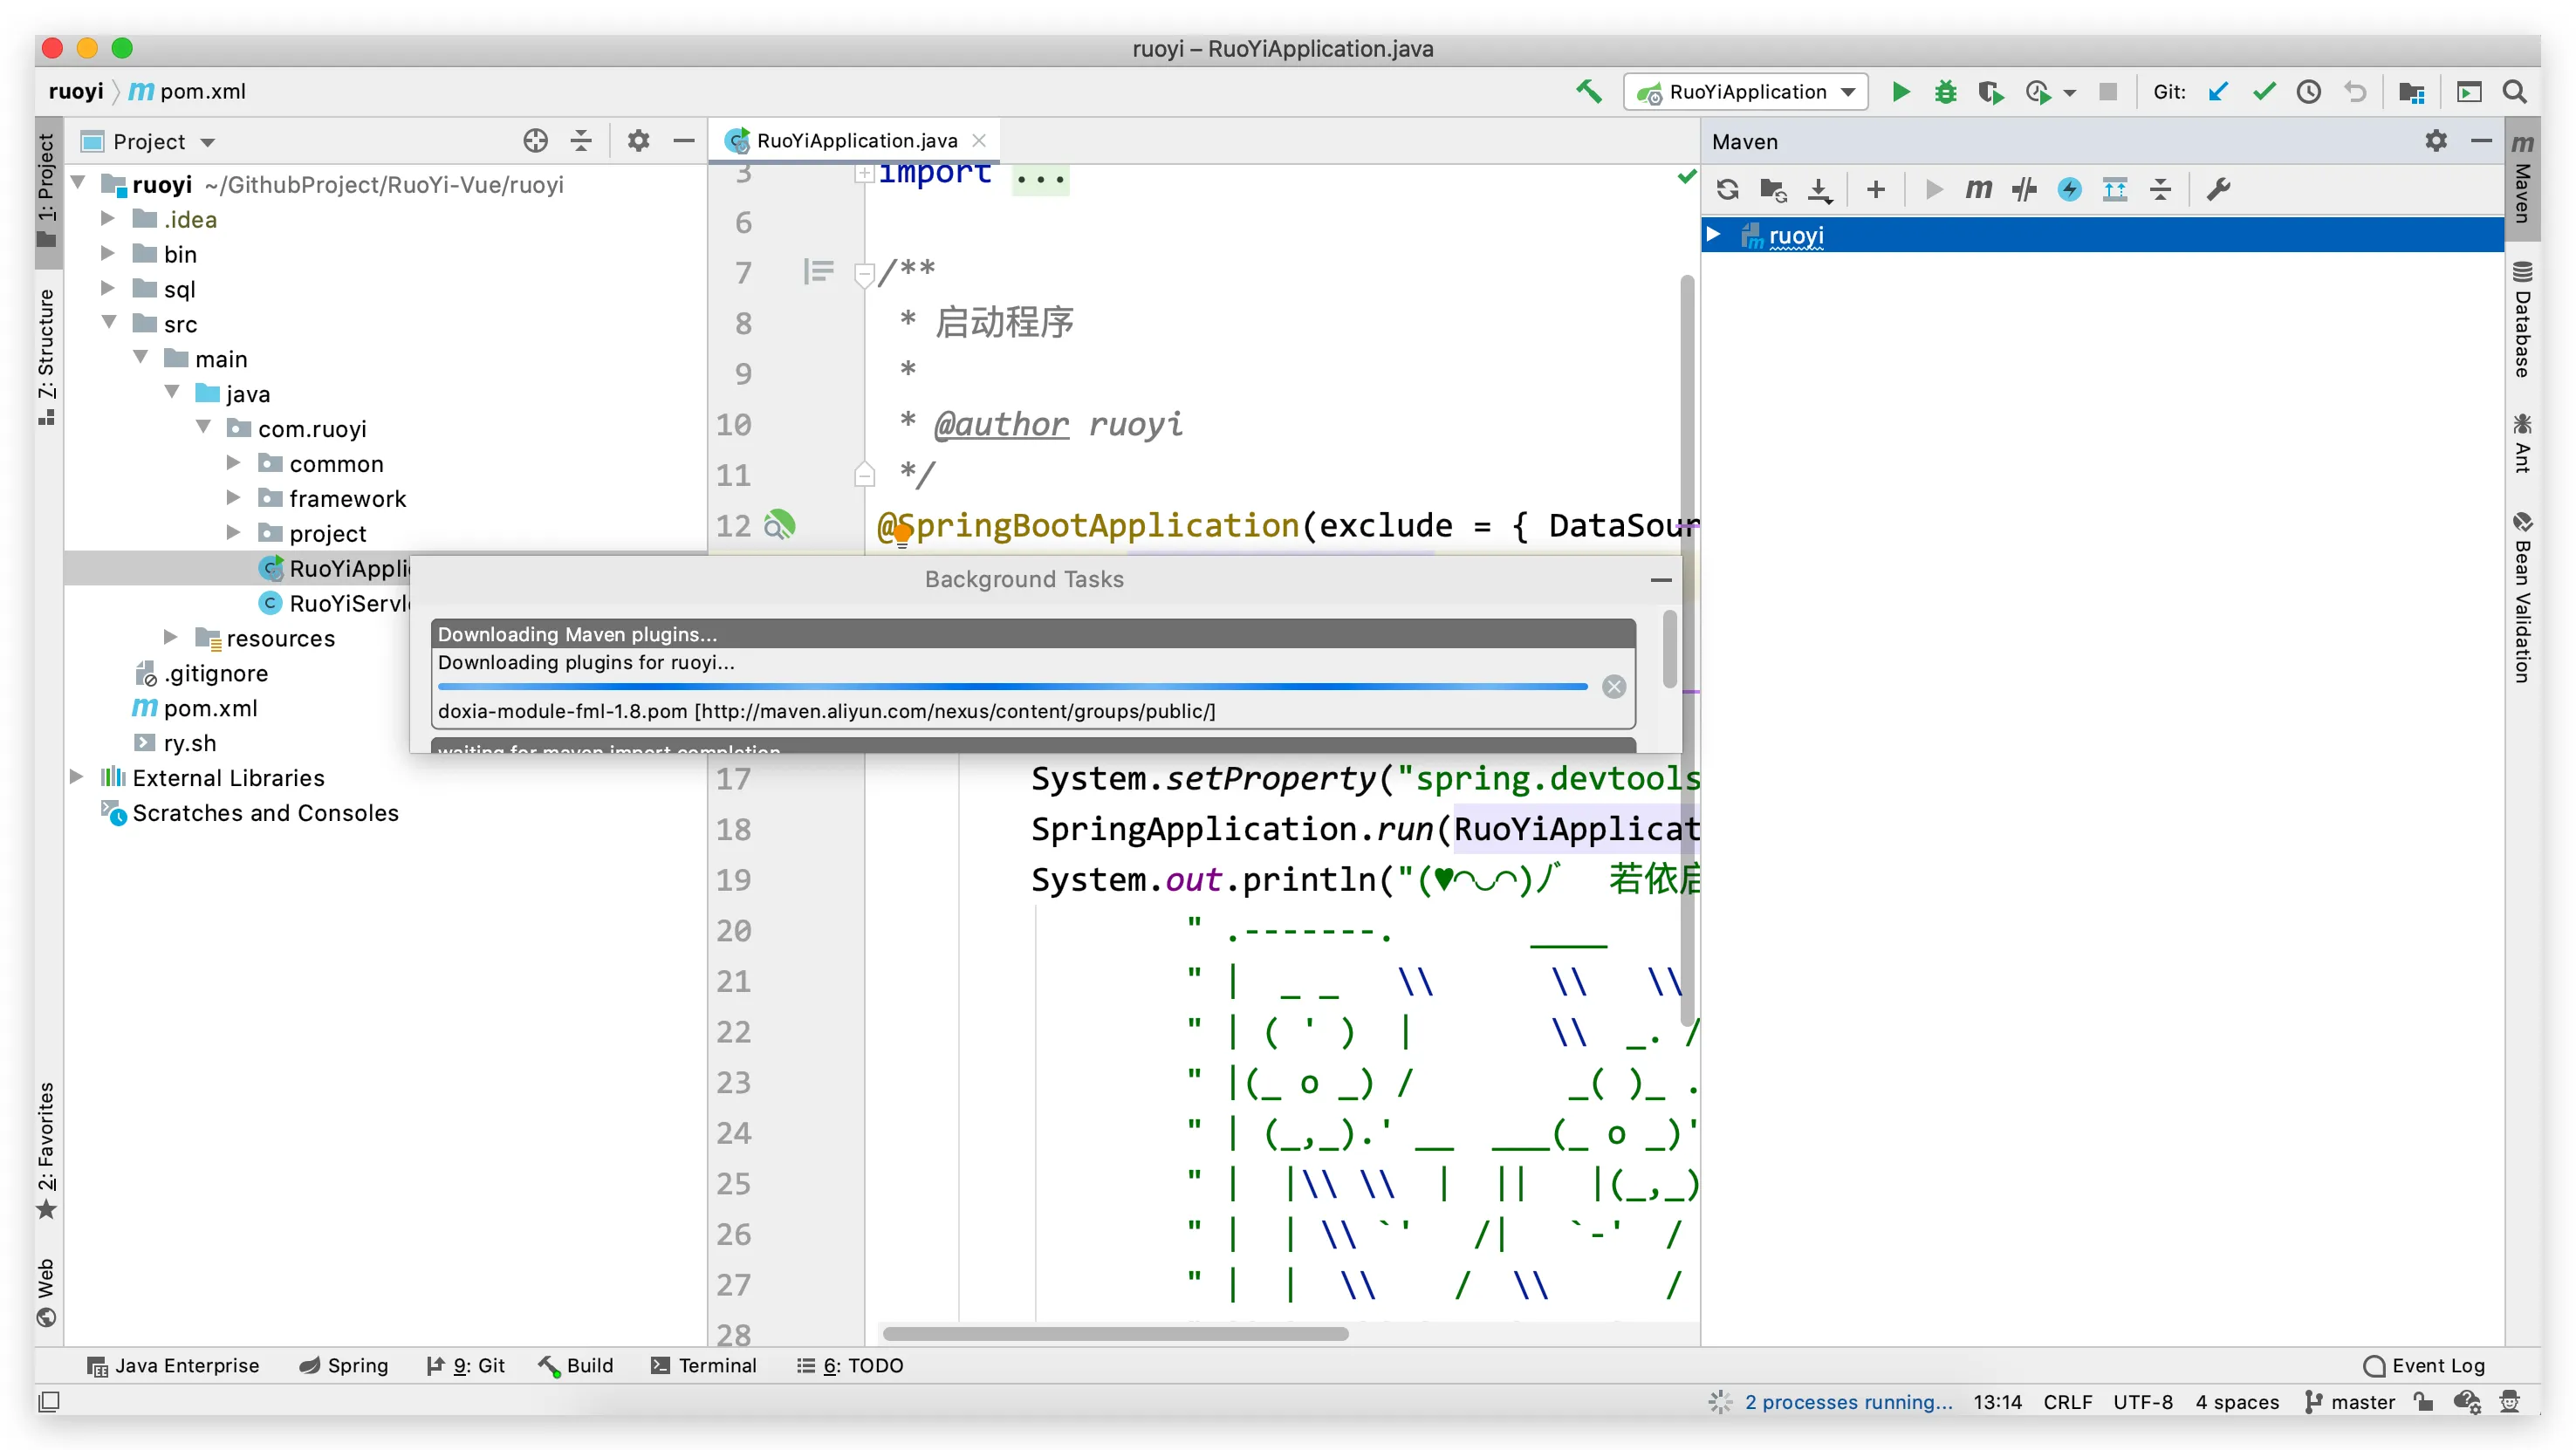 ruoyi – RuoYiApplication.java
ruoyi pom.xml
RuoYiApplication
Git:
1: Project
Z: Structure
2: Favorites
Web
Project
ruoyi ~/GithubProject/RuoYi-Vue/ruoyi
.idea
bin
sql
src
main
java
com.ruoyi
common
framework
project
RuoYiAppli
RuoYiServl
resources
.gitignore
pom.xml
ry.sh
External Libraries
Scratches and Consoles
RuoYiApplication.java
3 import ...
6
7 /**
8 * 启动程序
9 *
10 * @author ruoyi
11 */
12 @SpringBootApplication(exclude = { DataSour
Background Tasks
Downloading Maven plugins...
Downloading plugins for ruoyi...
doxia-module-fml-1.8.pom [http://maven.aliyun.com/nexus/content/groups/public/]
waiting for maven import completion
17 System.setProperty("spring.devtools
18 SpringApplication.run(RuoYiApplicat
19 System.out.println("(♥◠‿◠)ノ゙  若依启
20 " .-------.       ____
21 " |  _ _   \\      \\   \\
22 " | ( ' )  |       \\  _. /
23 " |(_ o _) /        _( )_ .
24 " | (_,_).' __  ___(_ o _)'
25 " |  |\\ \\  |  ||   |(_,_)
26 " |  | \\ `'   /|   `-'  /
27 " |  |  \\    /  \\      /
28
Maven
ruoyi
Maven
Database
Ant
Bean Validation
Java Enterprise Spring 9: Git Build Terminal 6: TODO Event Log
2 processes running... 13:14 CRLF UTF-8 4 spaces master